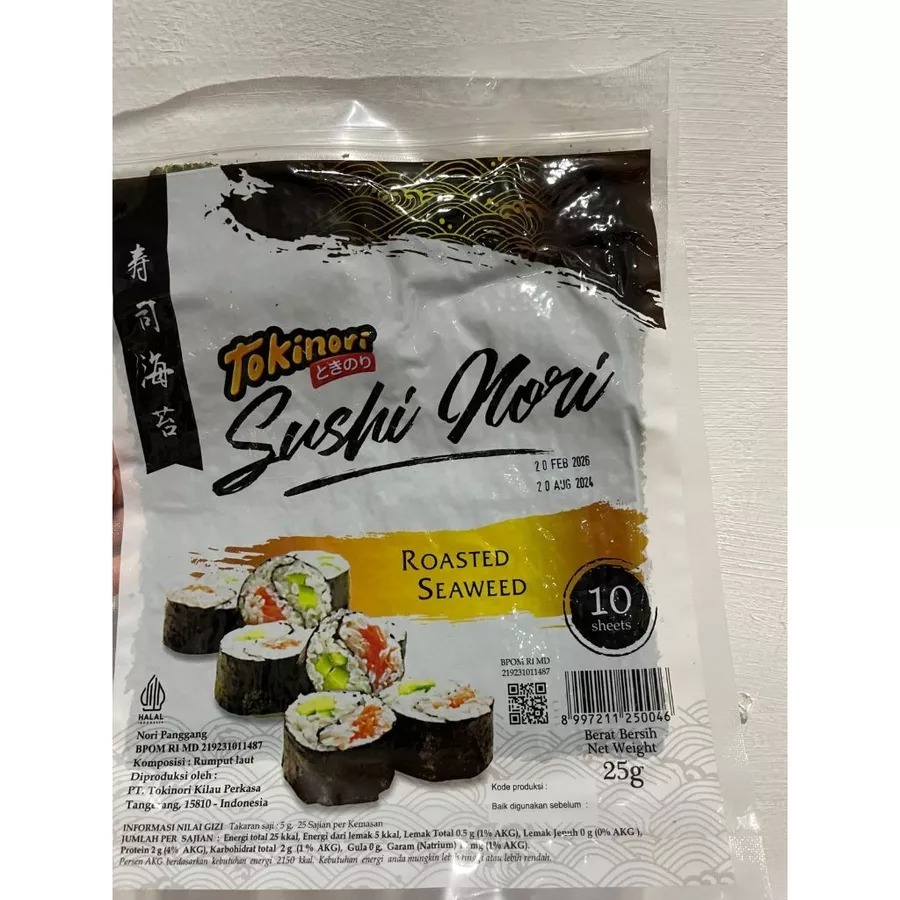 寿司海苔
Tokinori
ときのり
Sushi Nori
20 FEB 2026
20 AUG 2024
ROASTED
SEAWEED
10
sheets
BPOM RI MD
219231011487
8 997211 250046
Berat Bersih
Net Weight
25g
HALAL
INDONESIA
Nori Panggang
BPOM RI MD 219231011487
Komposisi : Rumput laut
Diproduksi oleh :
PT. Tokinori Kilau Perkasa
15810 - Indonesia
Kode produksi :
Baik digunakan sebelum :
INFORMASI NILAI GIZI Takaran saji : 5 g, 25 Sajian per Kemasan
JUMLAH PER SAJIAN : Energi total 25 kkal, Energi dari lemak 5 kkal, Lemak Total 0.5 g (1% AKG), Lemak Jenuh 0 g (0% AKG ),
Protein 2 g (4% AKG), Karbohidrat total 2 g (1% AKG), Gula 0 g, Garam (Natrium) mg (1% AKG).
Persen AKG berdasarkan kebutuhan energi 2150 kkal. Kebutuhan energi anda mungkin lebih tinggi atau lebih rendah.